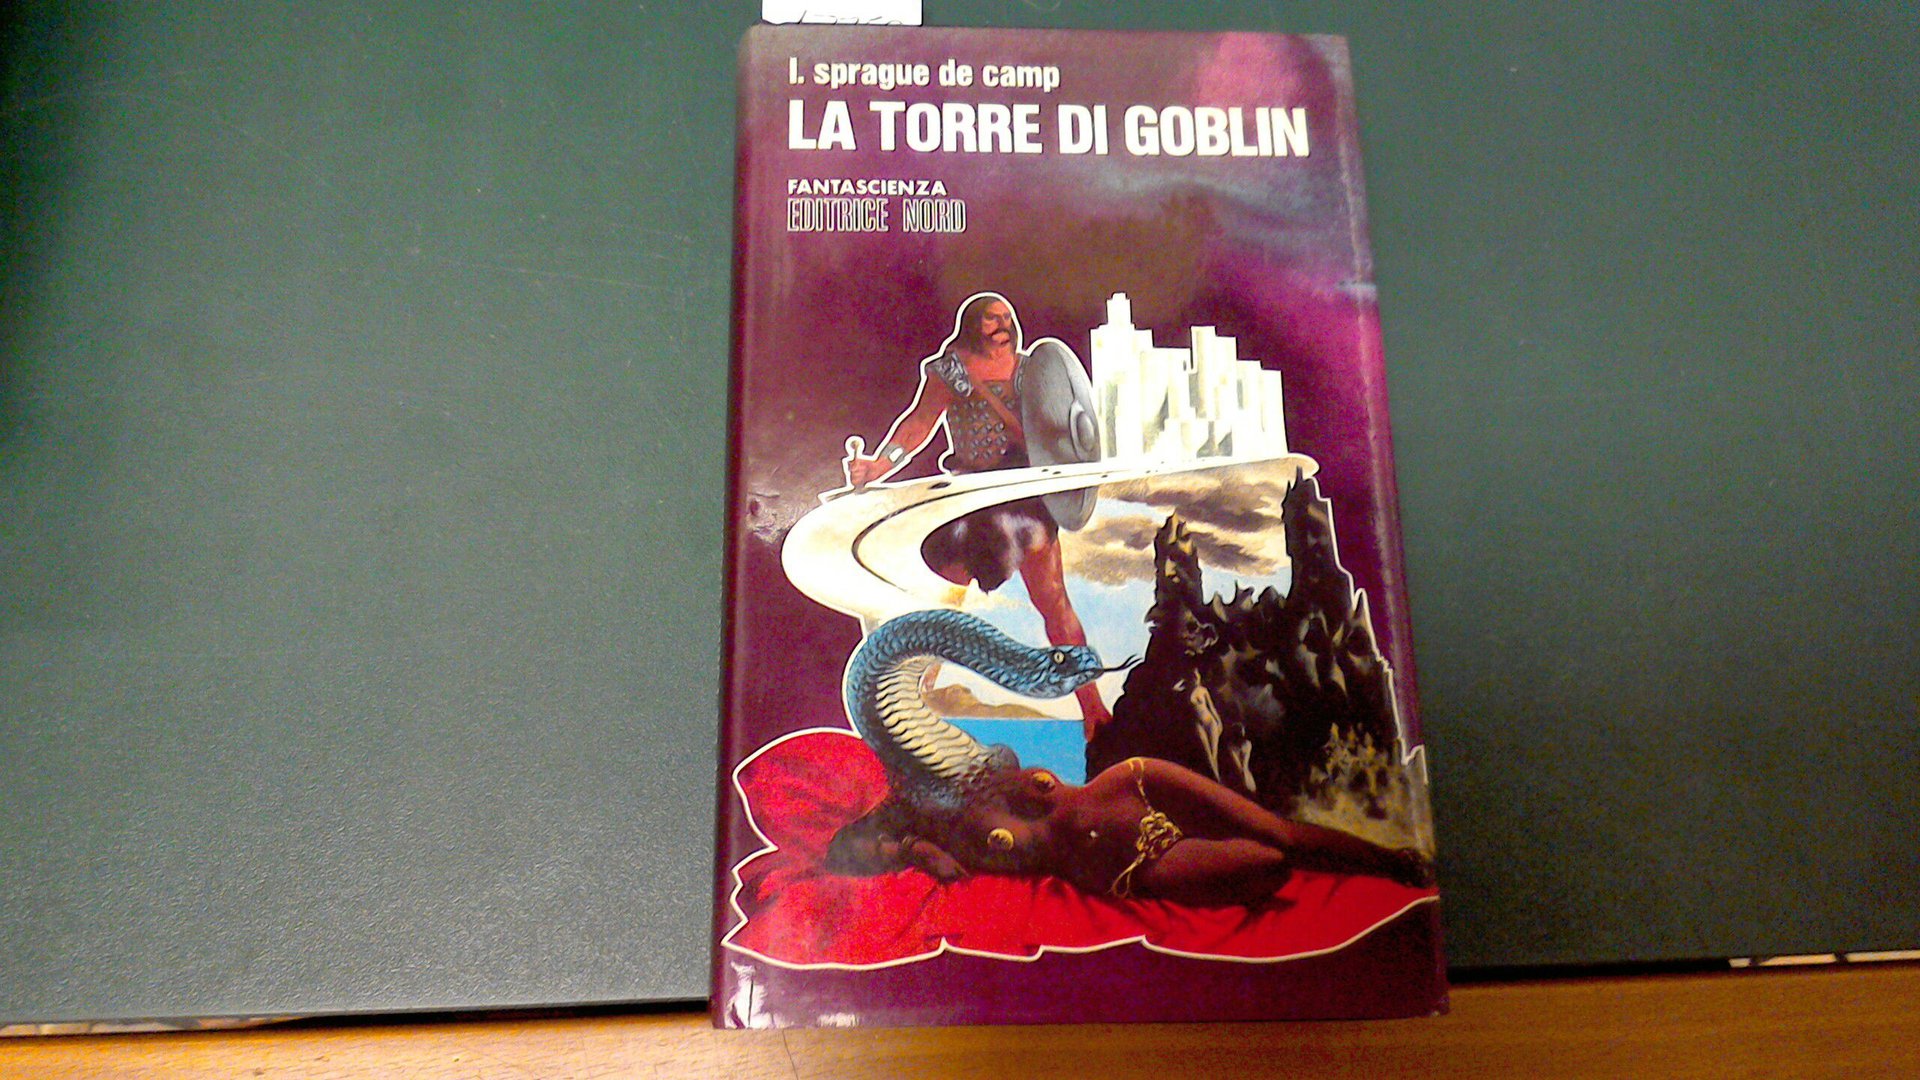 l. sprague de camp
LA TORRE DI GOBLIN
FANTASCIENZA
EDITRICE NORD